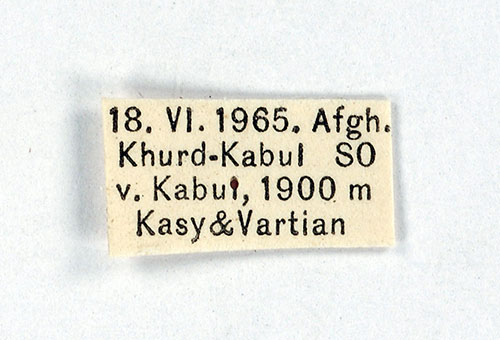 18. VI. 1965. Afgh.
Khurd-Kabul SO
v. Kabul, 1900 m
Kasy&Vartian